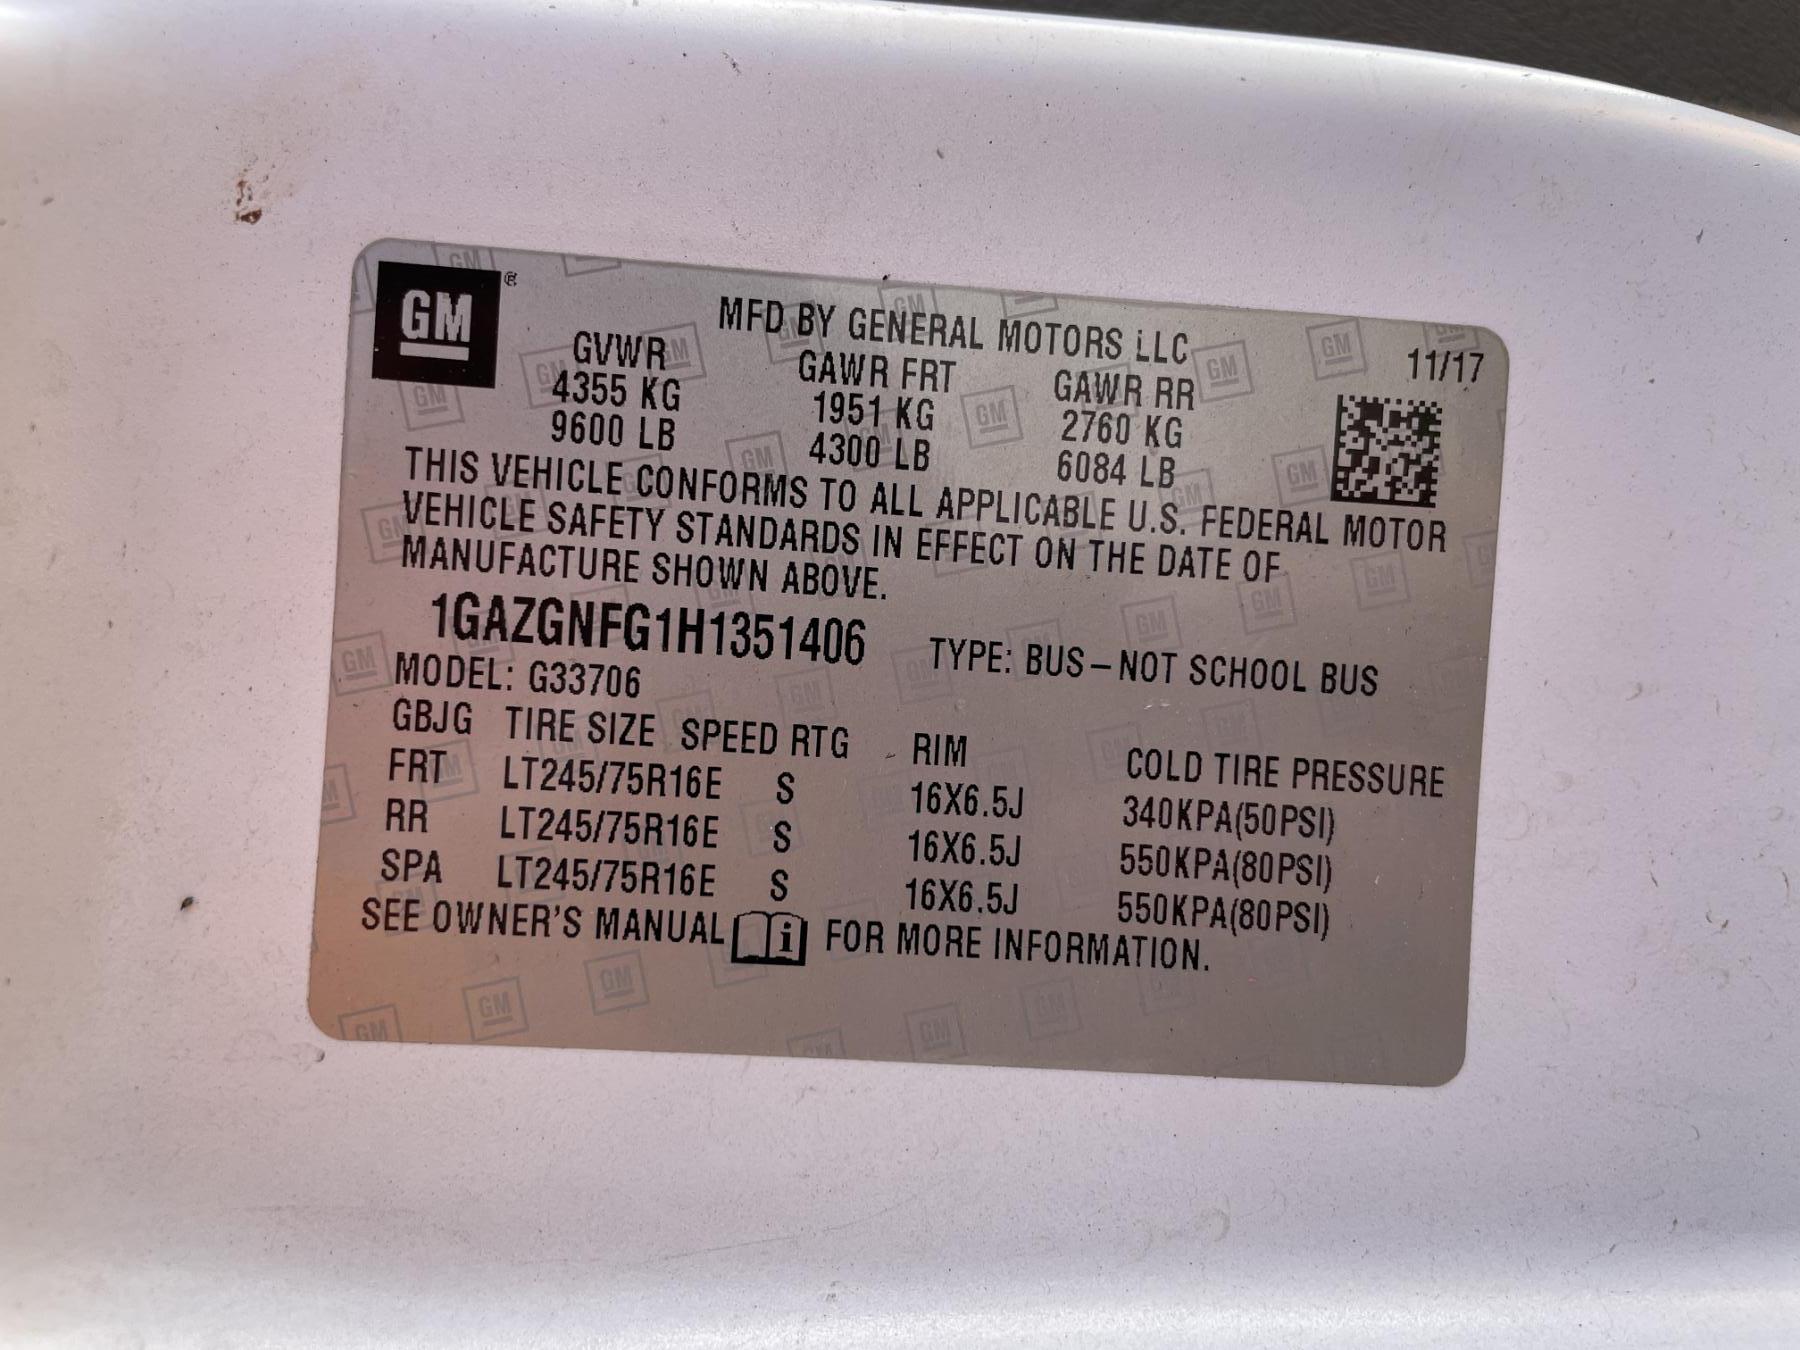 GM®
MFD BY GENERAL MOTORS LLC
11/17
GVWR GAWR FRT GAWR RR
4355 KG 1951 KG 2760 KG
9600 LB 4300 LB 6084 LB
THIS VEHICLE CONFORMS TO ALL APPLICABLE U.S. FEDERAL MOTOR
VEHICLE SAFETY STANDARDS IN EFFECT ON THE DATE OF
MANUFACTURE SHOWN ABOVE.
1GAZGNFG1H1351406 TYPE: BUS – NOT SCHOOL BUS
MODEL: G33706
GBJG TIRE SIZE SPEED RTG RIM COLD TIRE PRESSURE
FRT LT245/75R16E S 16X6.5J 340KPA(50PSI)
RR LT245/75R16E S 16X6.5J 550KPA(80PSI)
SPA LT245/75R16E S 16X6.5J 550KPA(80PSI)
SEE OWNER'S MANUAL i FOR MORE INFORMATION.